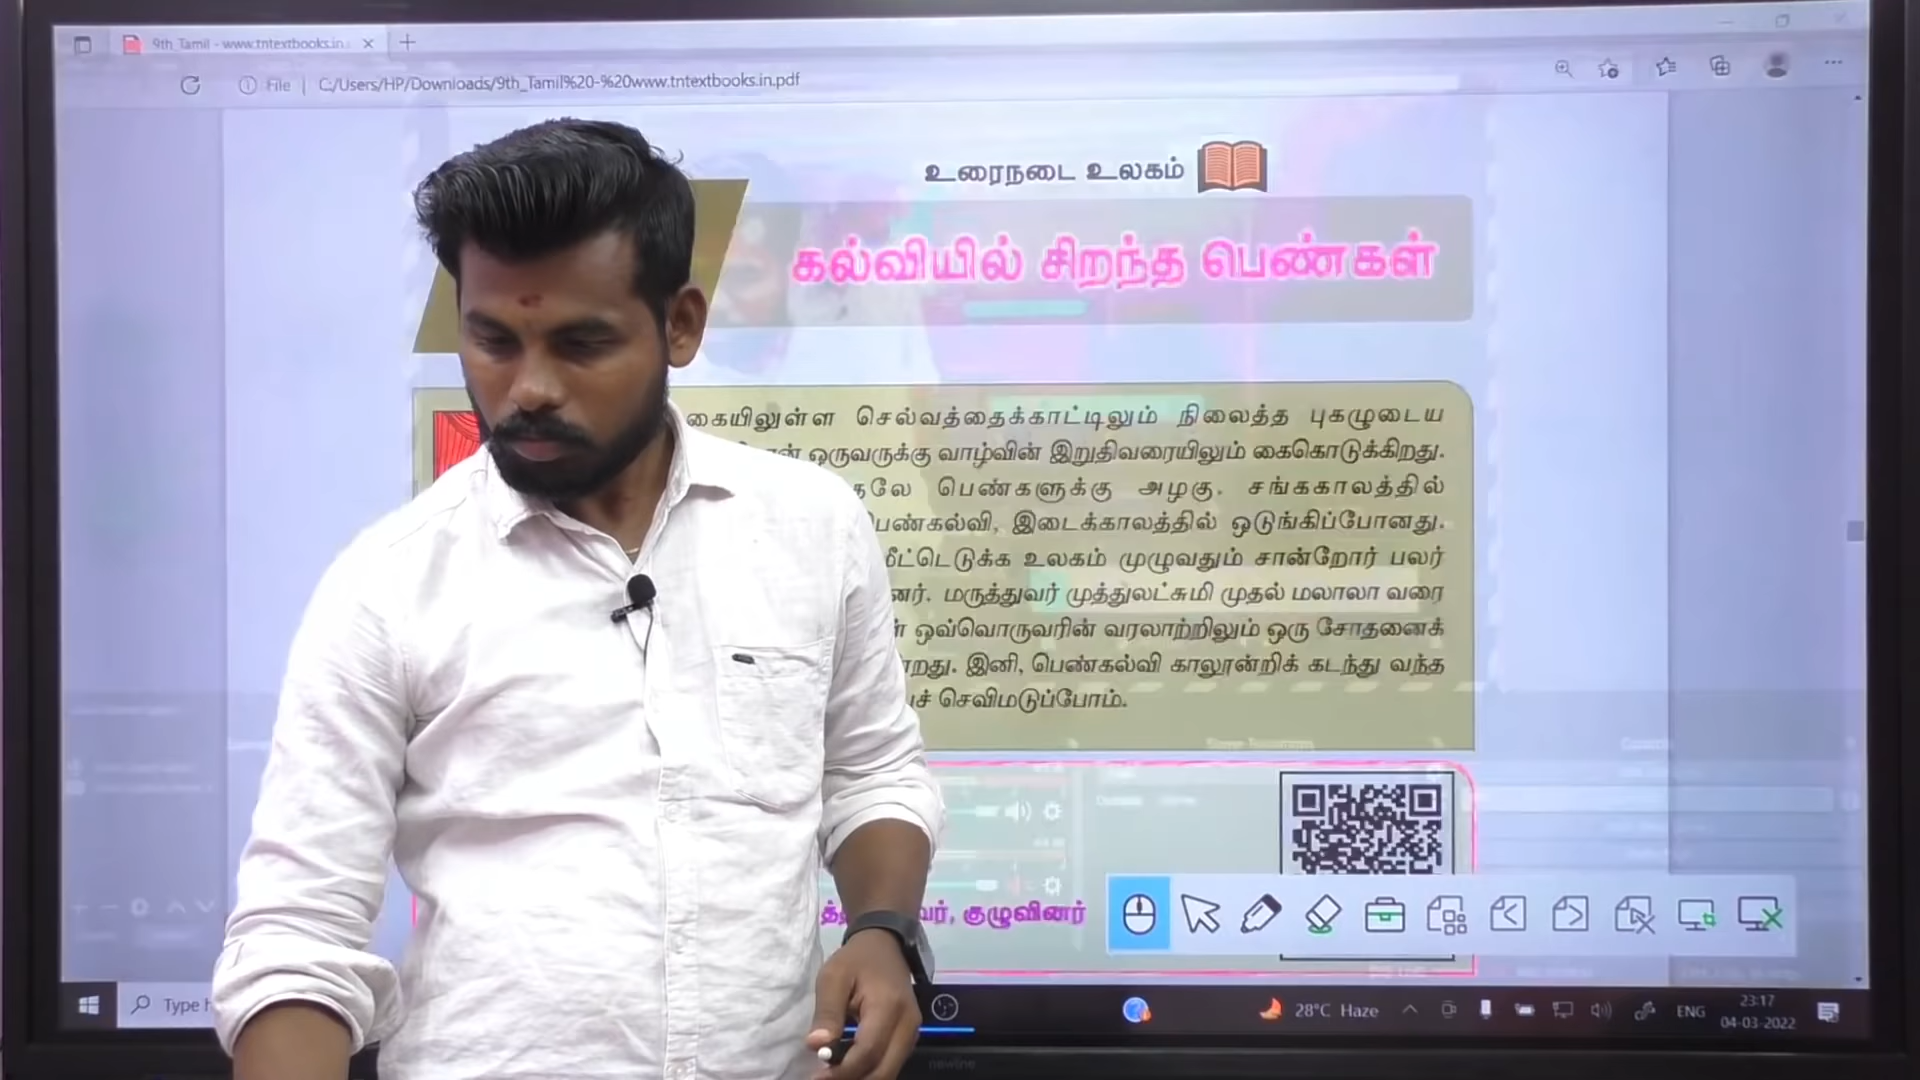 9th_Tamil - www.tntextbooks.in
File | C:/Users/HP/Downloads/9th_Tamil%20-%20www.tntextbooks.in.pdf
உரைநடை உலகம்
கல்வியில் சிறந்த பெண்கள்
கையிலுள்ள செல்வத்தைக்காட்டிலும் நிலைத்த புகழுடைய
ஒருவருக்கு வாழ்வின் இறுதிவரையிலும் கைகொடுக்கிறது.
பெண்களுக்கு அழகு. சங்ககாலத்தில்
பெண்கல்வி, இடைக்காலத்தில் ஒடுங்கிப்போனது.
உலகம் முழுவதும் சான்றோர் பலர்
மருத்துவர் முத்துலட்சுமி முதல் மலாலா வரை
ஒவ்வொருவரின் வரலாற்றிலும் ஒரு சோதனைக்
இனி, பெண்கல்வி காலூன்றிக் கடந்து வந்த
செவிமடுப்போம்.
குழுவினர்
Type h
28°C Haze
ENG
23:17
04-03-2022
newline